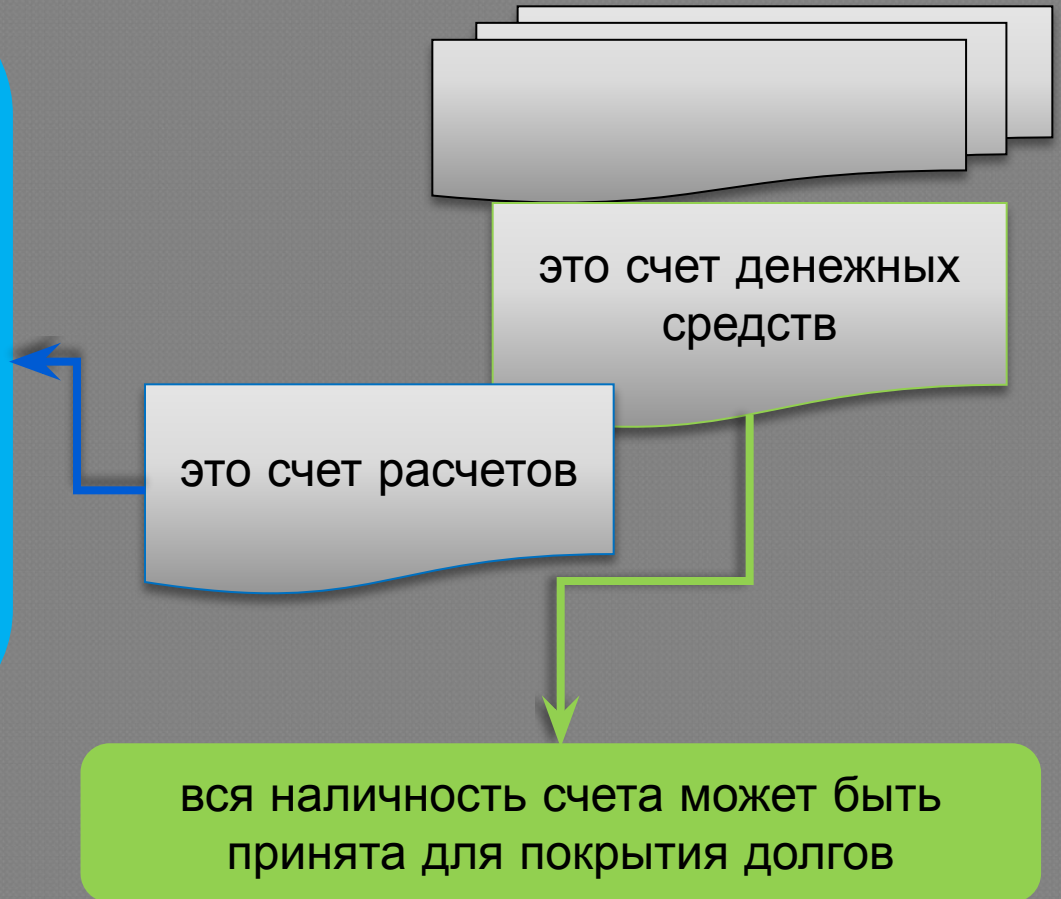 это счет денежных
средств
это счет расчетов
вся наличность счета может быть
принята для покрытия долгов